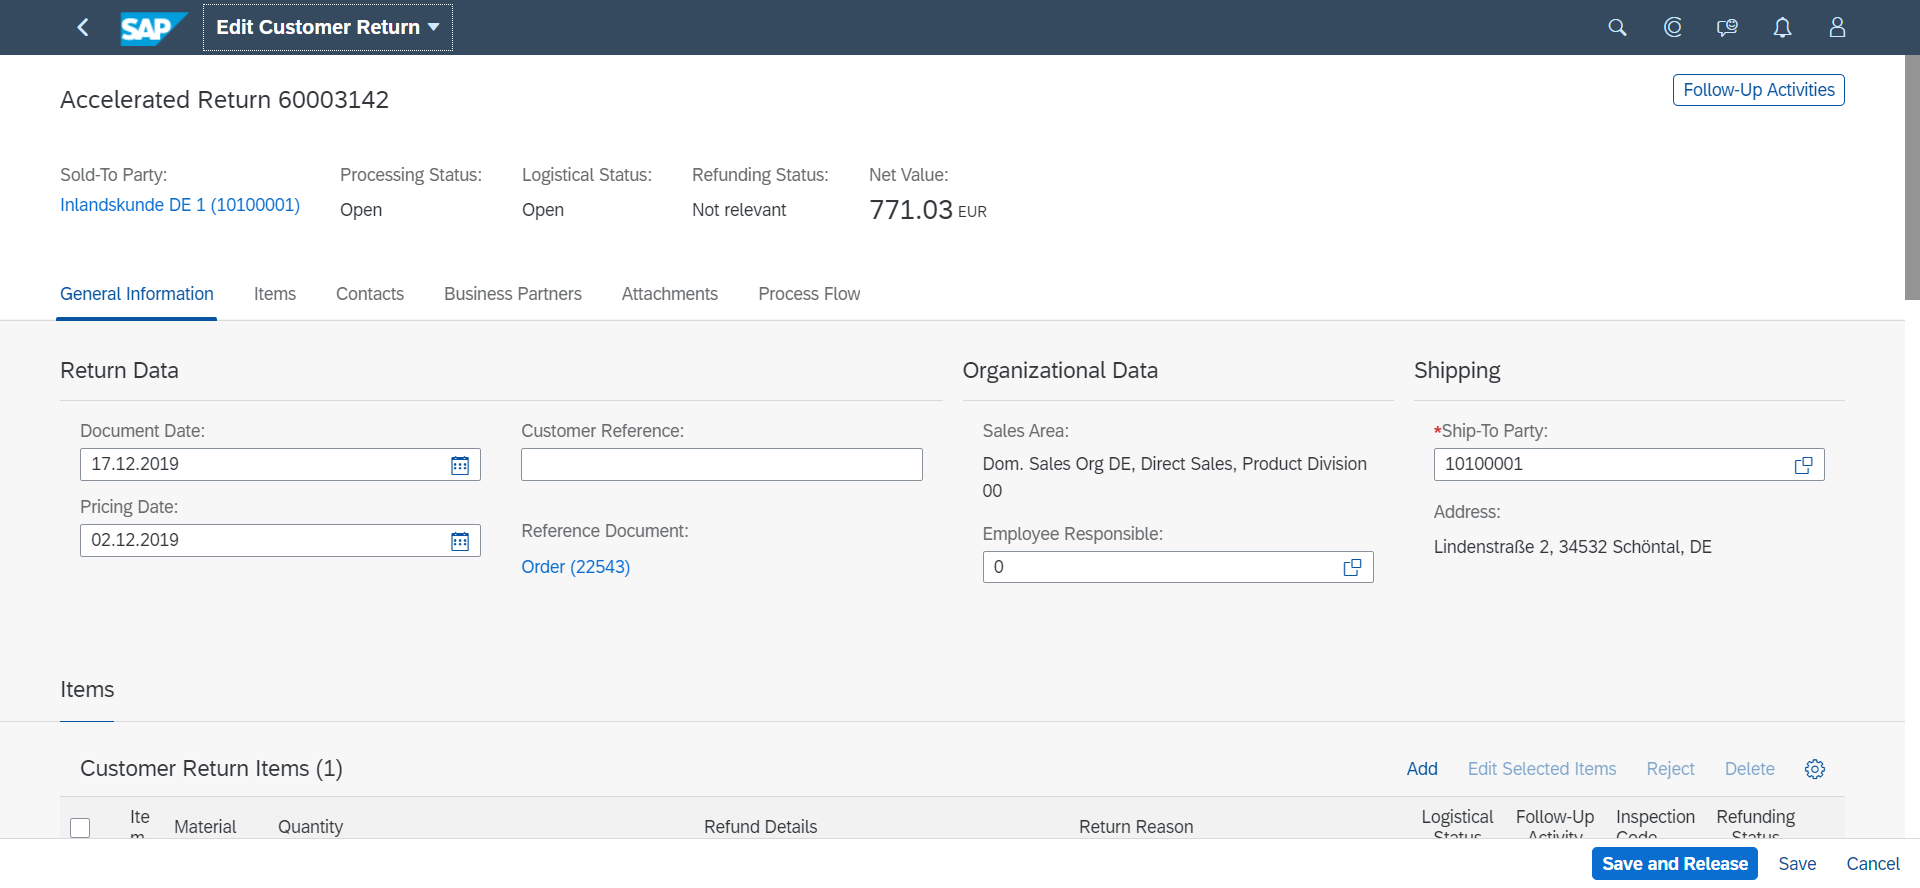 SAP Edit Customer Return
Accelerated Return 60003142
Follow-Up Activities
Sold-To Party:
Inlandskunde DE 1 (10100001)
Processing Status:
Open
Logistical Status:
Open
Refunding Status:
Not relevant
Net Value:
771.03 EUR
General Information Items Contacts Business Partners Attachments Process Flow
Return Data
Document Date:
17.12.2019
Pricing Date:
02.12.2019
Customer Reference:
Reference Document:
Order (22543)
Organizational Data
Sales Area:
Dom. Sales Org DE, Direct Sales, Product Division
00
Employee Responsible:
0
Shipping
*Ship-To Party:
10100001
Address:
Lindenstraße 2, 34532 Schöntal, DE
Items
Customer Return Items (1)
Add Edit Selected Items Reject Delete
Ite
m
Material
Quantity
Refund Details
Return Reason
Logistical
Status
Follow-Up
Activity
Inspection
Code
Refunding
Status
Save and Release Save Cancel